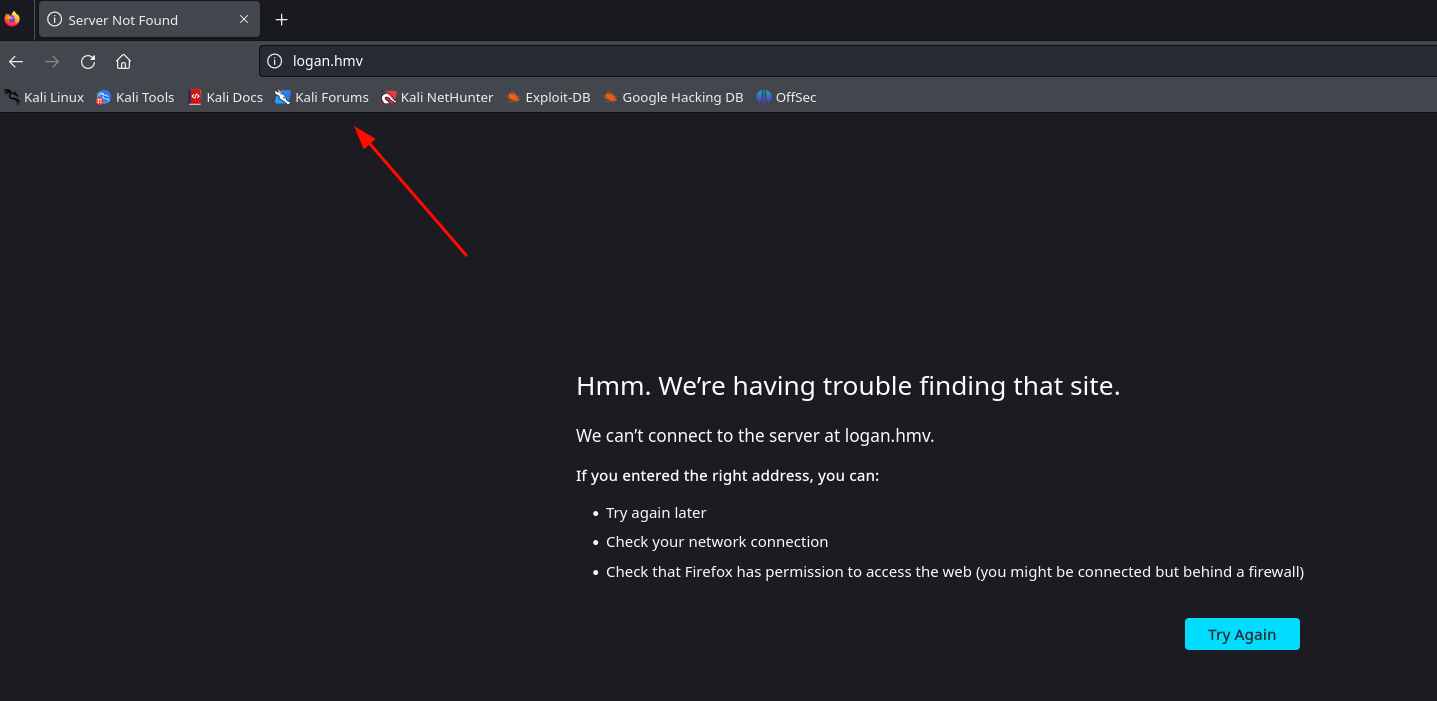 Server Not Found
logan.hmv
Kali Linux Kali Tools Kali Docs Kali Forums Kali NetHunter Exploit-DB Google Hacking DB OffSec
Hmm. We’re having trouble finding that site.
We can’t connect to the server at logan.hmv.
If you entered the right address, you can:
• Try again later
• Check your network connection
• Check that Firefox has permission to access the web (you might be connected but behind a firewall)
Try Again